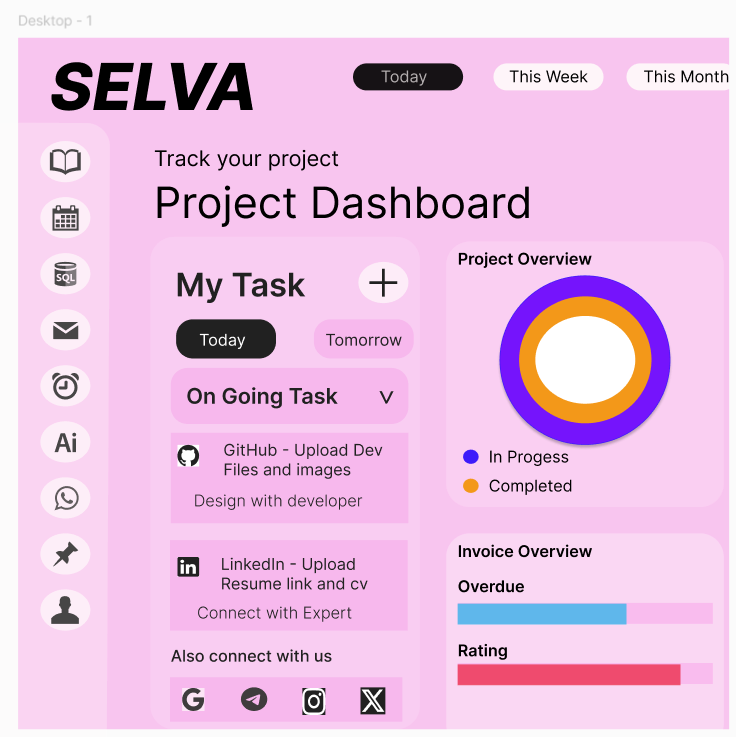 Desktop - 1
SELVA
Today
This Week
This Month
Track your project
Project Dashboard
My Task
Today
Tomorrow
On Going Task
GitHub - Upload Dev
Files and images
Design with developer
LinkedIn - Upload
Resume link and cv
Connect with Expert
Also connect with us
SQL
Ai
Project Overview
In Progess
Completed
Invoice Overview
Overdue
Rating